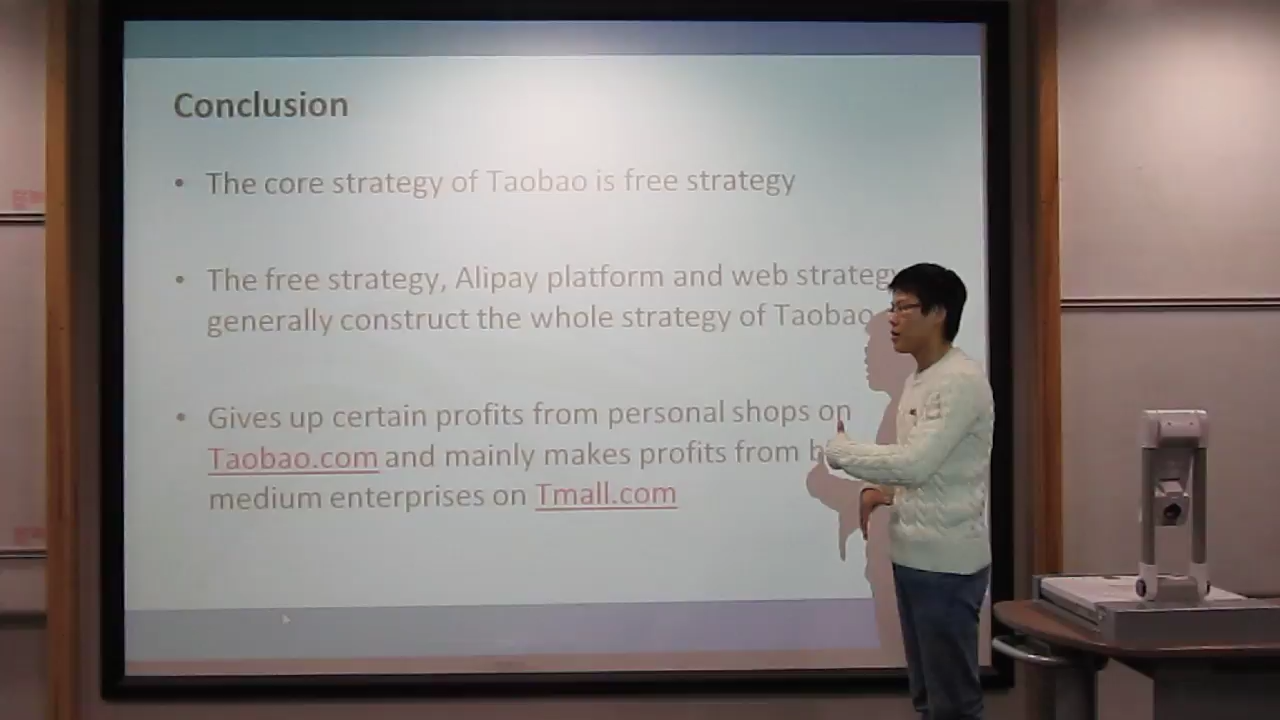 Conclusion
• The core strategy of Taobao is free strategy
• The free strategy, Alipay platform and web strategy
generally construct the whole strategy of Taobao
• Gives up certain profits from personal shops on
Taobao.com and mainly makes profits from
medium enterprises on Tmall.com